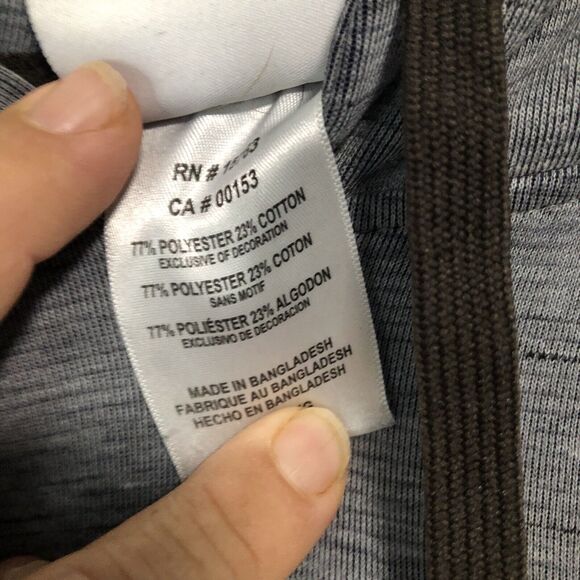 RN #
CA # 00153
77% POLYESTER 23% COTTON
EXCLUSIVE OF DECORATION
77% POLYESTER 23% COTON
SANS MOTIF
77% POLIÉSTER 23% ALGODON
EXCLUSIVO DE DECORACION
MADE IN BANGLADESH
FABRIQUE AU BANGLADESH
HECHO EN BANGLADESH